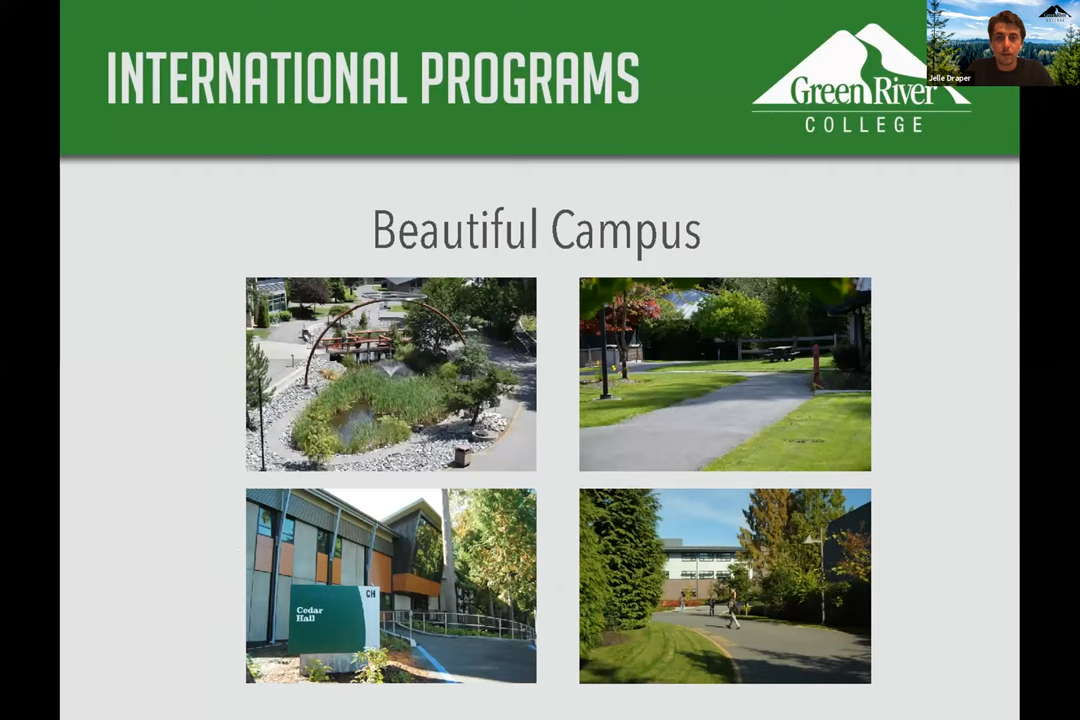 INTERNATIONAL PROGRAMS
Green River
COLLEGE
Jelle Draper
Beautiful Campus
CH
Cedar
Hall